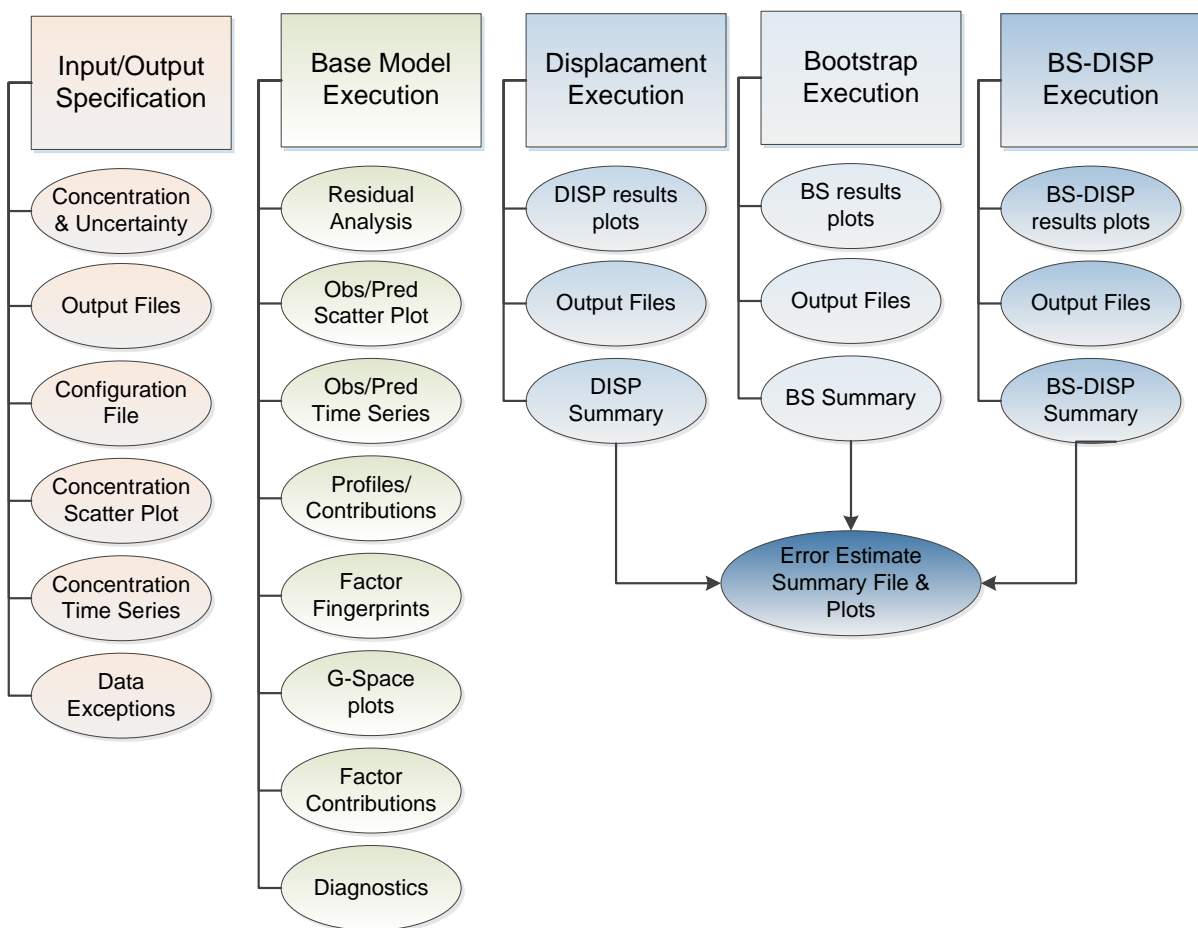 Input/Output
Specification
Concentration
& Uncertainty
Output Files
Configuration
File
Concentration
Scatter Plot
Concentration
Time Series
Data
Exceptions
Base Model
Execution
Residual
Analysis
Obs/Pred
Scatter Plot
Obs/Pred
Time Series
Profiles/
Contributions
Factor
Fingerprints
G-Space
plots
Factor
Contributions
Diagnostics
Displacament
Execution
DISP results
plots
Output Files
DISP
Summary
Bootstrap
Execution
BS results
plots
Output Files
BS Summary
BS-DISP
Execution
BS-DISP
results plots
Output Files
BS-DISP
Summary
Error Estimate
Summary File &
Plots